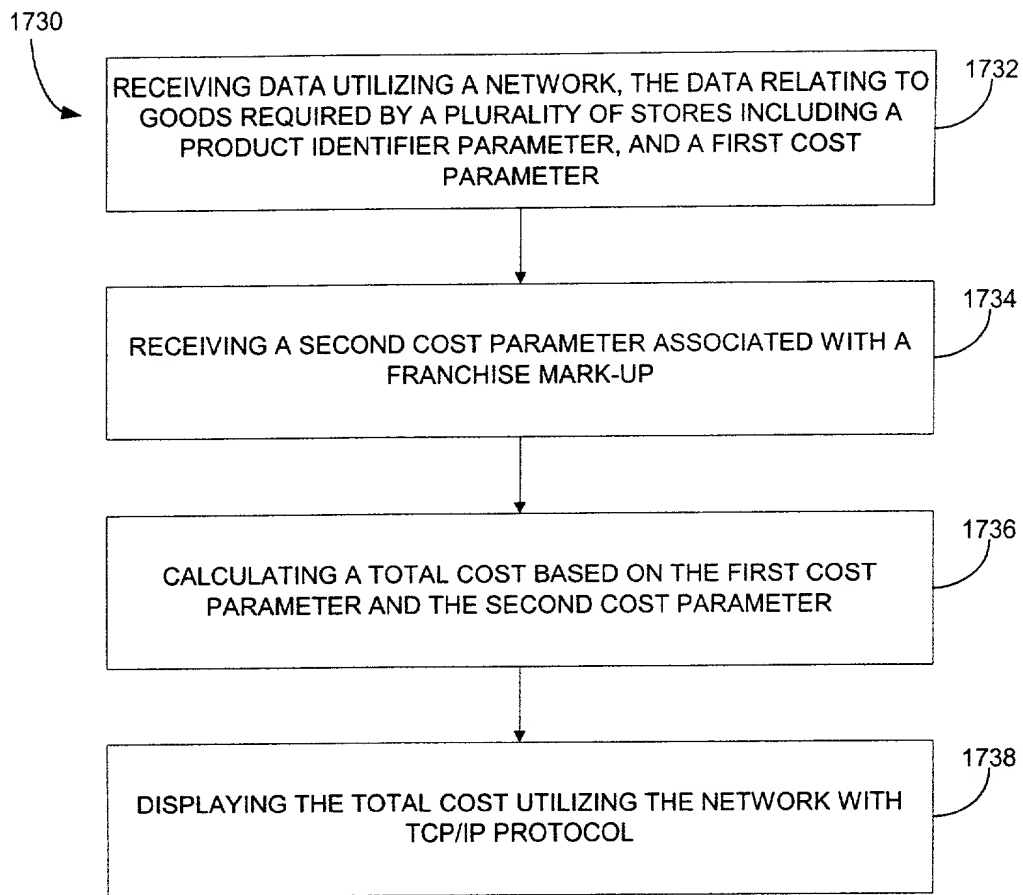 1730
1732
RECEIVING DATA UTILIZING A NETWORK, THE DATA RELATING TO
GOODS REQUIRED BY A PLURALITY OF STORES INCLUDING A
PRODUCT IDENTIFIER PARAMETER, AND A FIRST COST
PARAMETER
1734
RECEIVING A SECOND COST PARAMETER ASSOCIATED WITH A
FRANCHISE MARK-UP
1736
CALCULATING A TOTAL COST BASED ON THE FIRST COST
PARAMETER AND THE SECOND COST PARAMETER
1738
DISPLAYING THE TOTAL COST UTILIZING THE NETWORK WITH
TCP/IP PROTOCOL